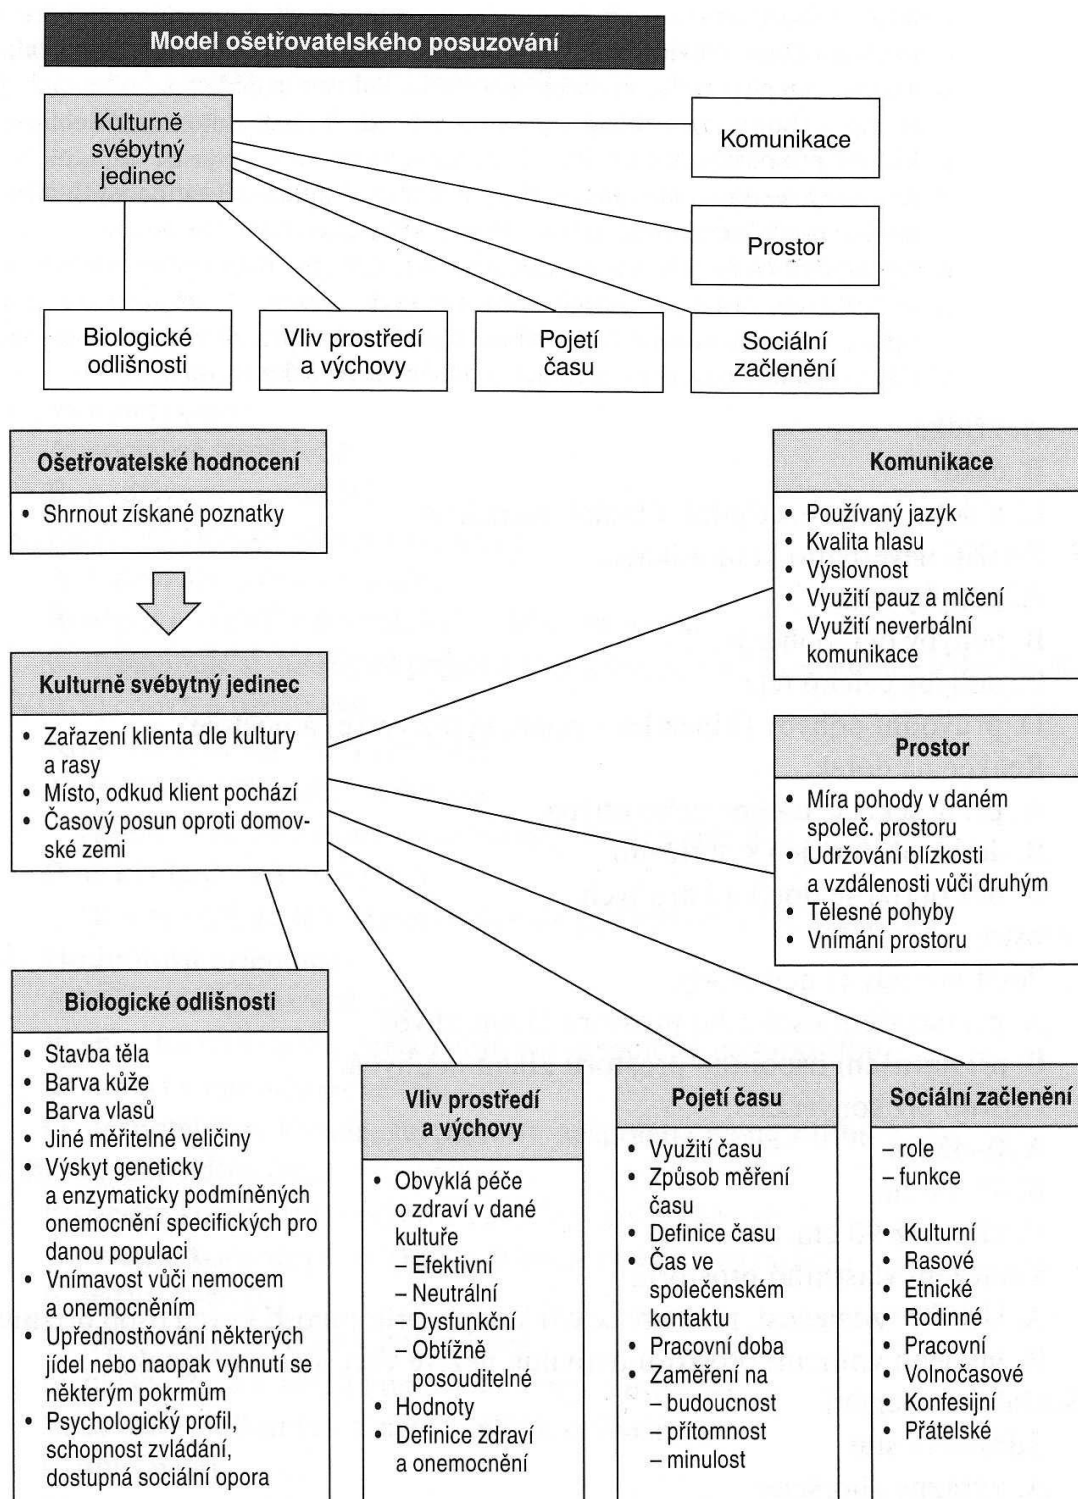 Model ošetřovatelského posuzování
Kulturně
svébytný
jedinec
Komunikace
Prostor
Biologické
odlišnosti
Vliv prostředí
a výchovy
Pojetí
času
Sociální
začlenění
Ošetřovatelské hodnocení
• Shrnout získané poznatky
Komunikace
• Používaný jazyk
• Kvalita hlasu
• Výslovnost
• Využití pauz a mlčení
• Využití neverbální
komunikace
Kulturně svébytný jedinec
• Zařazení klienta dle kultury
a rasy
• Místo, odkud klient pochází
• Časový posun oproti domov-
ské zemi
Prostor
• Míra pohody v daném
společ. prostoru
• Udržování blízkosti
a vzdálenosti vůči druhým
• Tělesné pohyby
• Vnímání prostoru
Biologické odlišnosti
• Stavba těla
• Barva kůže
• Barva vlasů
• Jiné měřitelné veličiny
• Výskyt geneticky
a enzymaticky podmíněných
onemocnění specifických pro
danou populaci
• Vnímavost vůči nemocem
a onemocněním
• Upřednostňování některých
jídel nebo naopak vyhnutí se
některým pokrmům
• Psychologický profil,
schopnost zvládání,
dostupná sociální opora
Vliv prostředí
a výchovy
• Obvyklá péče
o zdraví v dané
kultuře
– Efektivní
– Neutrální
– Dysfunkční
– Obtížně
posouditelné
• Hodnoty
• Definice zdraví
a onemocnění
Pojetí času
• Využití času
• Způsob měření
času
• Definice času
• Čas ve
společenském
kontaktu
• Pracovní doba
• Zaměření na
– budoucnost
– přítomnost
– minulost
Sociální začlenění
– role
– funkce
• Kulturní
• Rasové
• Etnické
• Rodinné
• Pracovní
• Volnočasové
• Konfesijní
• Přátelské